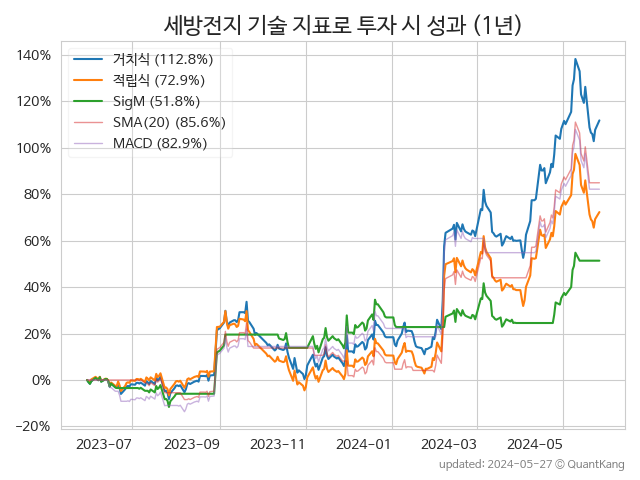 세방전지 기술 지표로 투자 시 성과 (1년)
140%
120%
100%
80%
60%
40%
20%
0%
−20%
거치식 (112.8%)
적립식 (72.9%)
SigM (51.8%)
SMA(20) (85.6%)
MACD (82.9%)
2023-07 2023-09 2023-11 2024-01 2024-03 2024-05
updated: 2024-05-27 © QuantKang